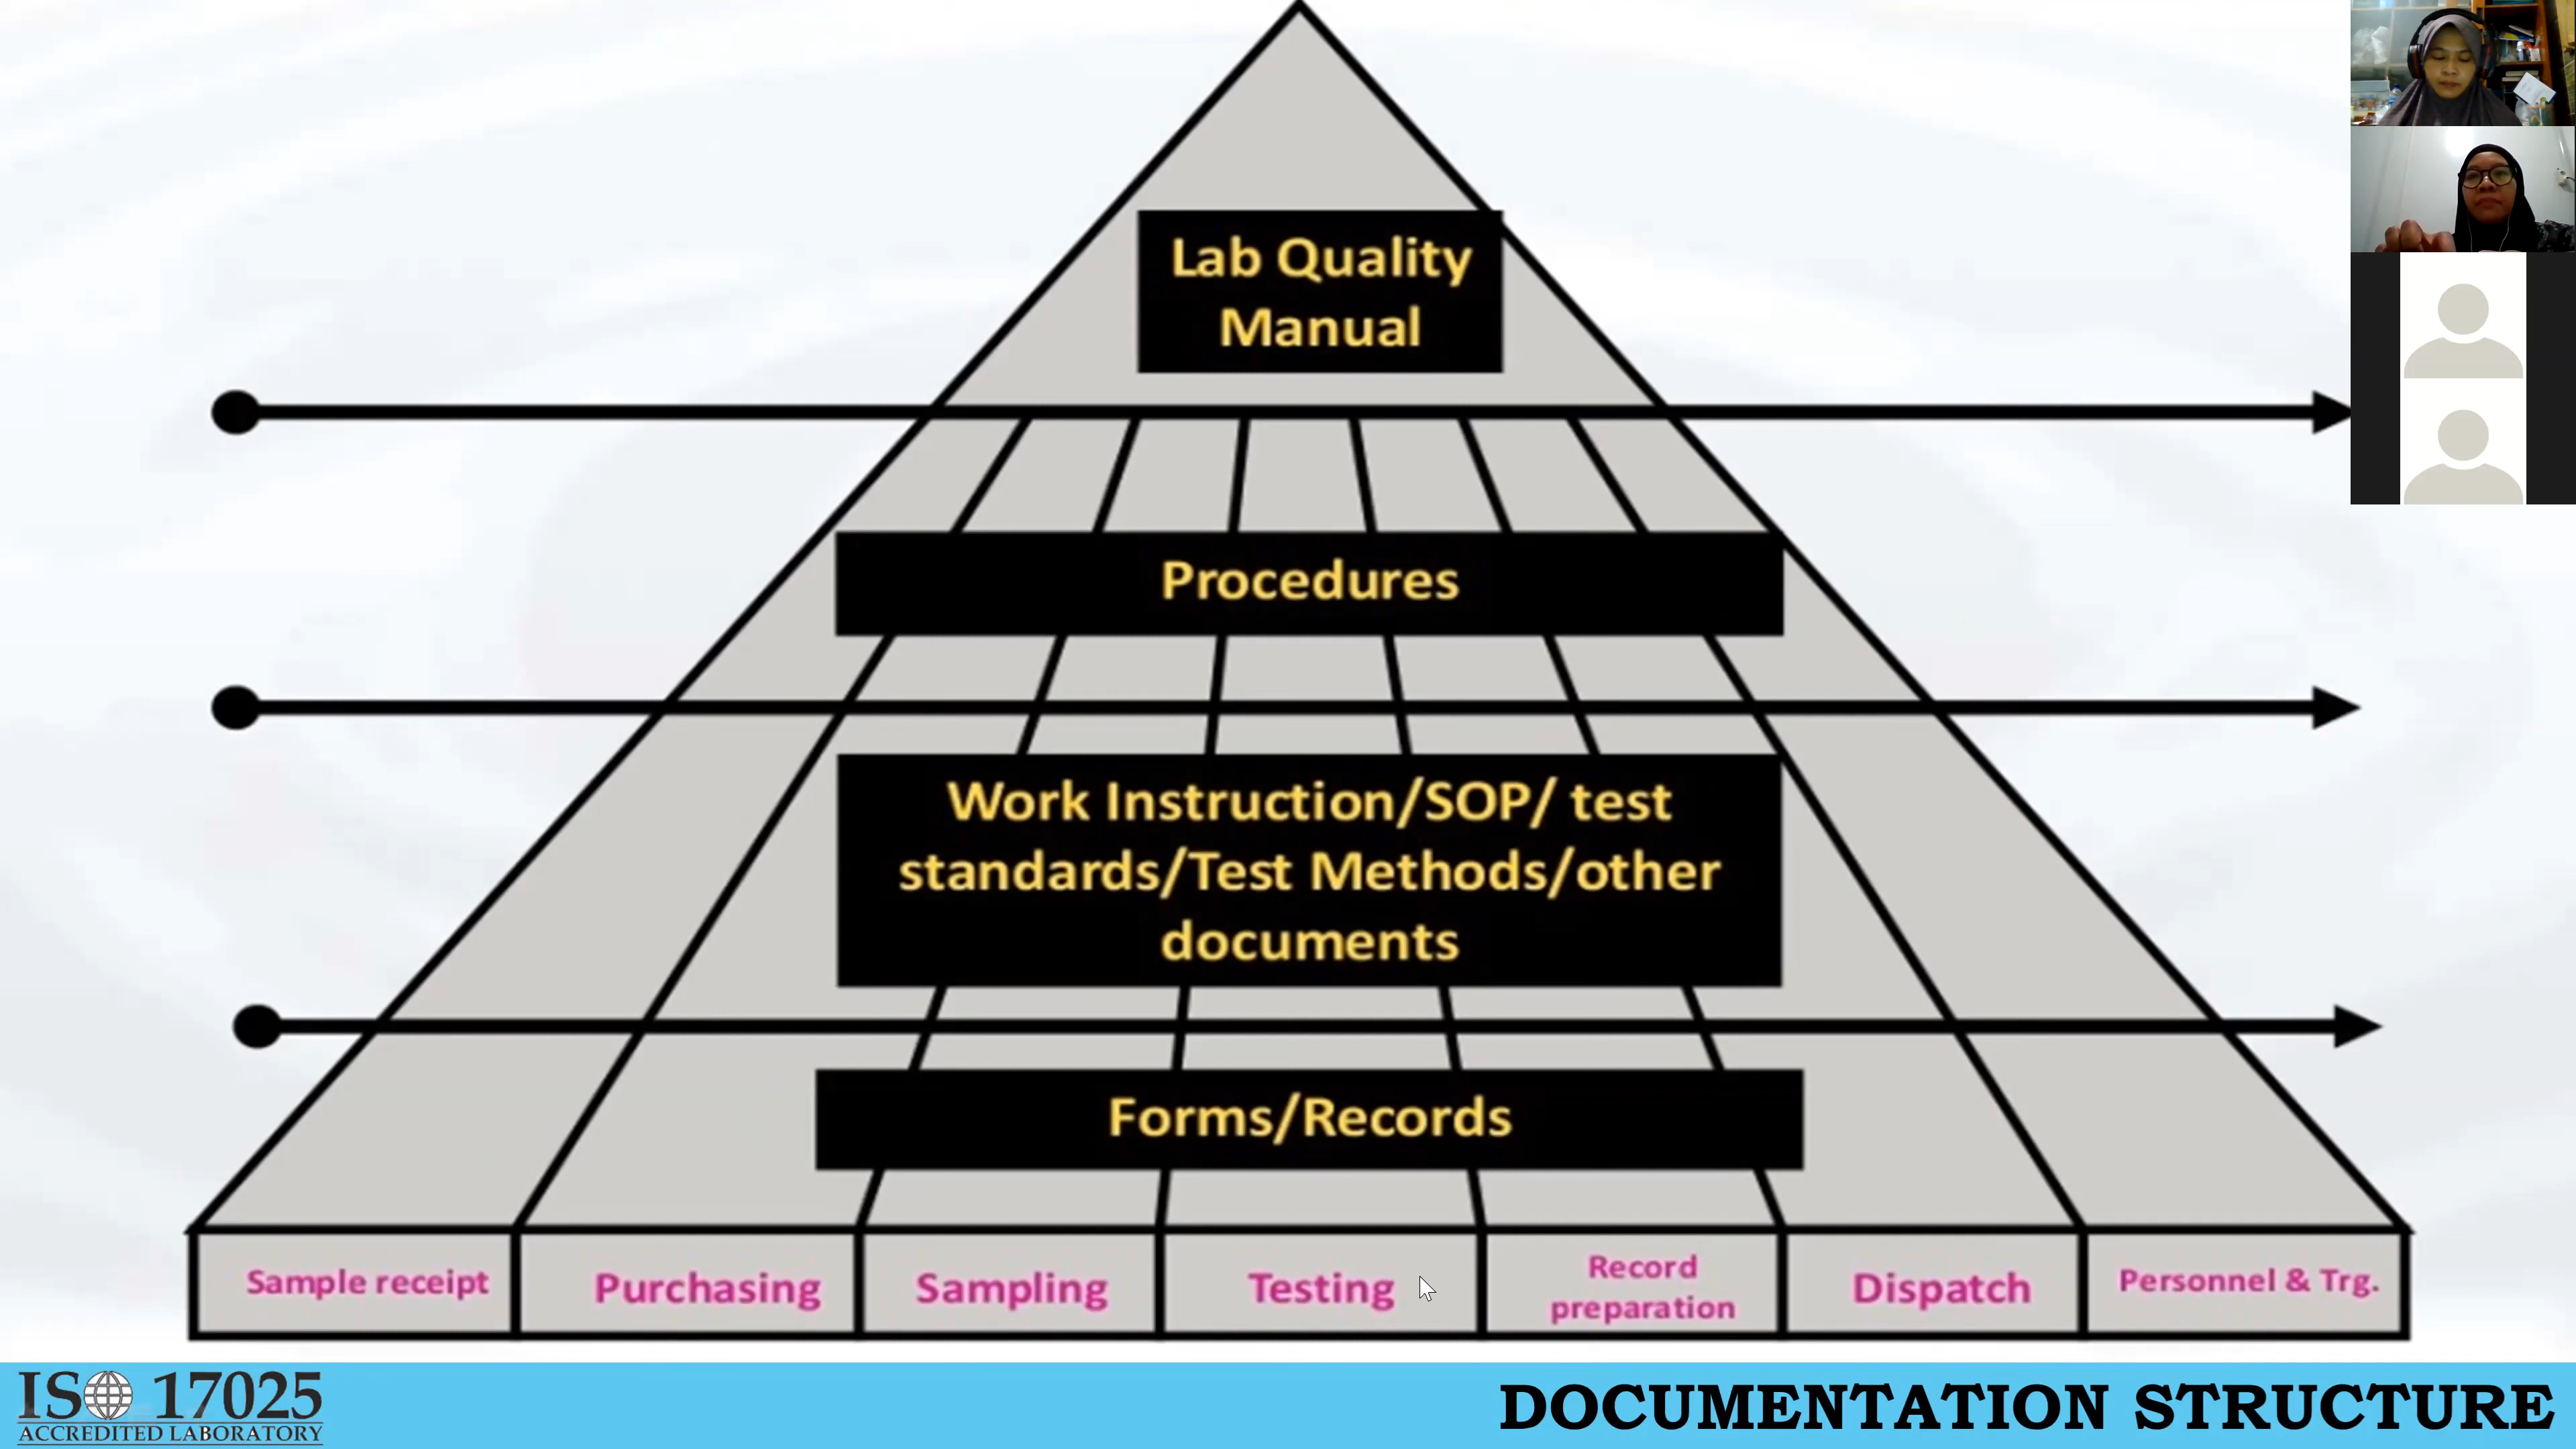 Lab Quality
Manual
Procedures
Work Instruction/SOP/ test
standards/Test Methods/other
documents
Forms/Records
Sample receipt
Purchasing
Sampling
Testing
Record
preparation
Dispatch
Personnel & Trg.
ISO 17025
ACCREDITED LABORATORY
DOCUMENTATION STRUCTURE